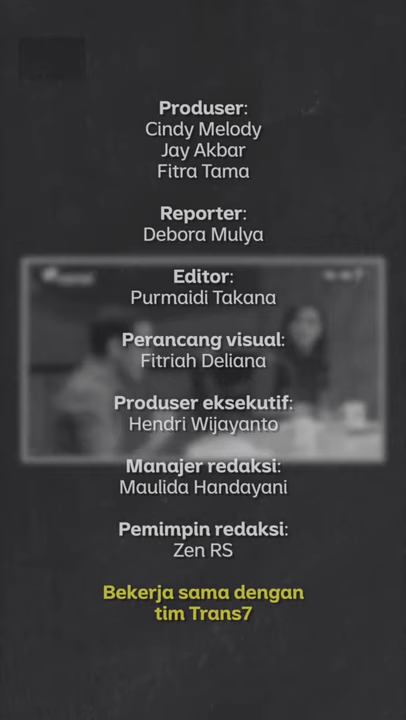 Produser:
Cindy Melody
Jay Akbar
Fitra Tama
Reporter:
Debora Mulya
Editor:
Purmaidi Takana
Perancang visual:
Fitriah Deliana
Produser eksekutif:
Hendri Wijayanto
Manajer redaksi:
Maulida Handayani
Pemimpin redaksi:
Zen RS
Bekerja sama dengan
tim Trans7